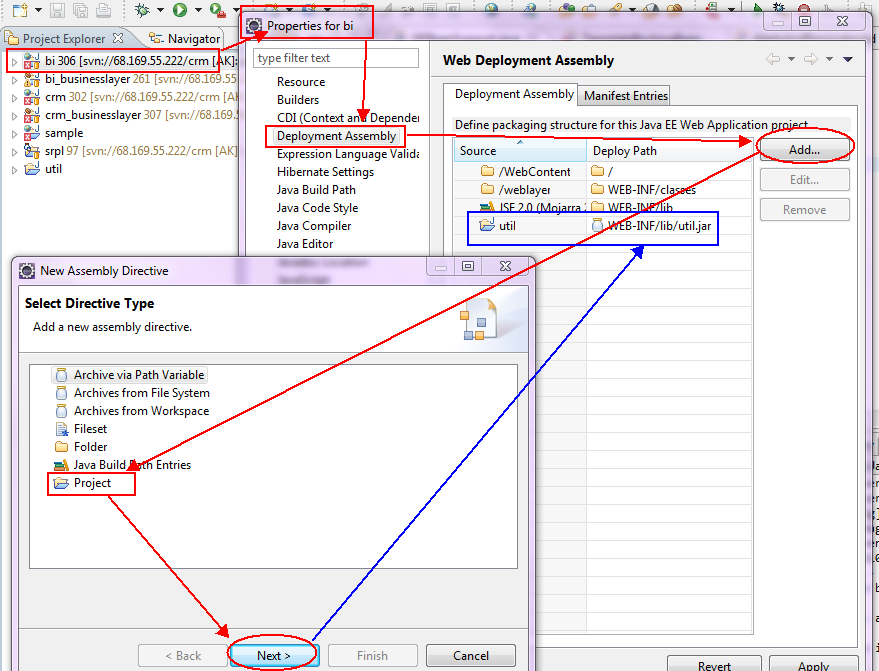 Properties for bi
Project Explorer
Navigator
bi 306 [svn://68.169.55.222/crm [AK]:
bi_businesslayer 261 [svn://68.169.55.
crm 302 [svn://68.169.55.222/crm [AK]
crm_businesslayer 307 [svn://68.169.5
sample
srpl 97 [svn://68.169.55.222/crm [AK]
util
type filter text
Resource
Builders
CDI (Context and Depender
Deployment Assembly
Expression Language Valida
Hibernate Settings
Java Build Path
Java Code Style
Java Compiler
Java Editor
Web Deployment Assembly
Deployment Assembly
Manifest Entries
Define packaging structure for this Java EE Web Application project.
Source
Deploy Path
/WebContent
/
/weblayer
WEB-INF/classes
JSF 2.0 (Mojarra 2
WEB-INF/lib
util
WEB-INF/lib/util.jar
Add...
Edit...
Remove
New Assembly Directive
Select Directive Type
Add a new assembly directive.
Archive via Path Variable
Archives from File System
Archives from Workspace
Fileset
Folder
Java Build Path Entries
Project
< Back
Next >
Finish
Cancel
Revert
Apply